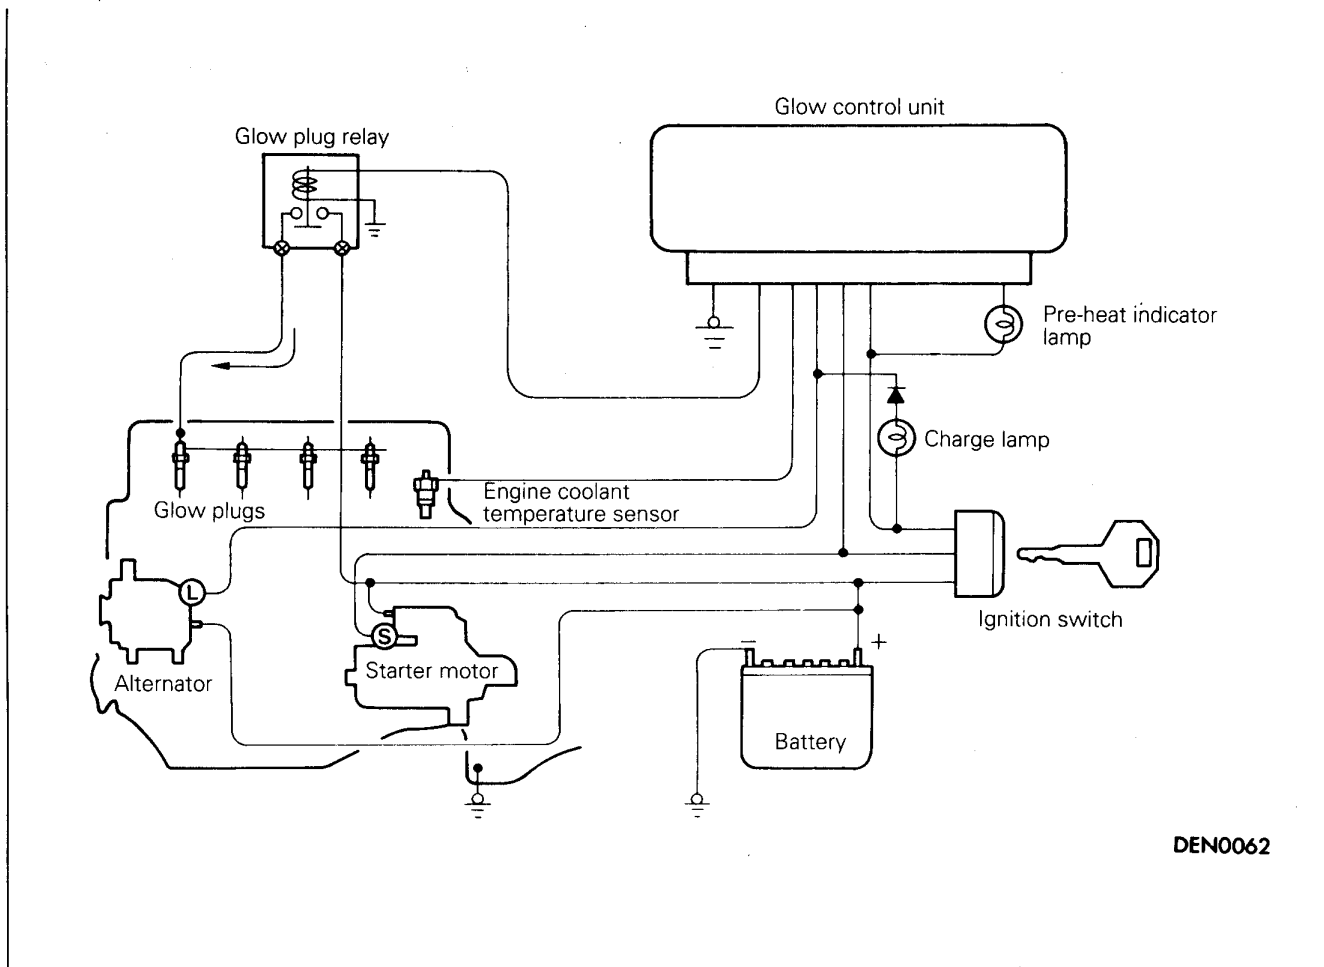 Glow control unit
Glow plug relay
Pre-heat indicator
lamp
Charge lamp
Engine coolant
temperature sensor
Glow plugs
L
Ignition switch
S
− +
Starter motor
Alternator
Battery
DEN0062